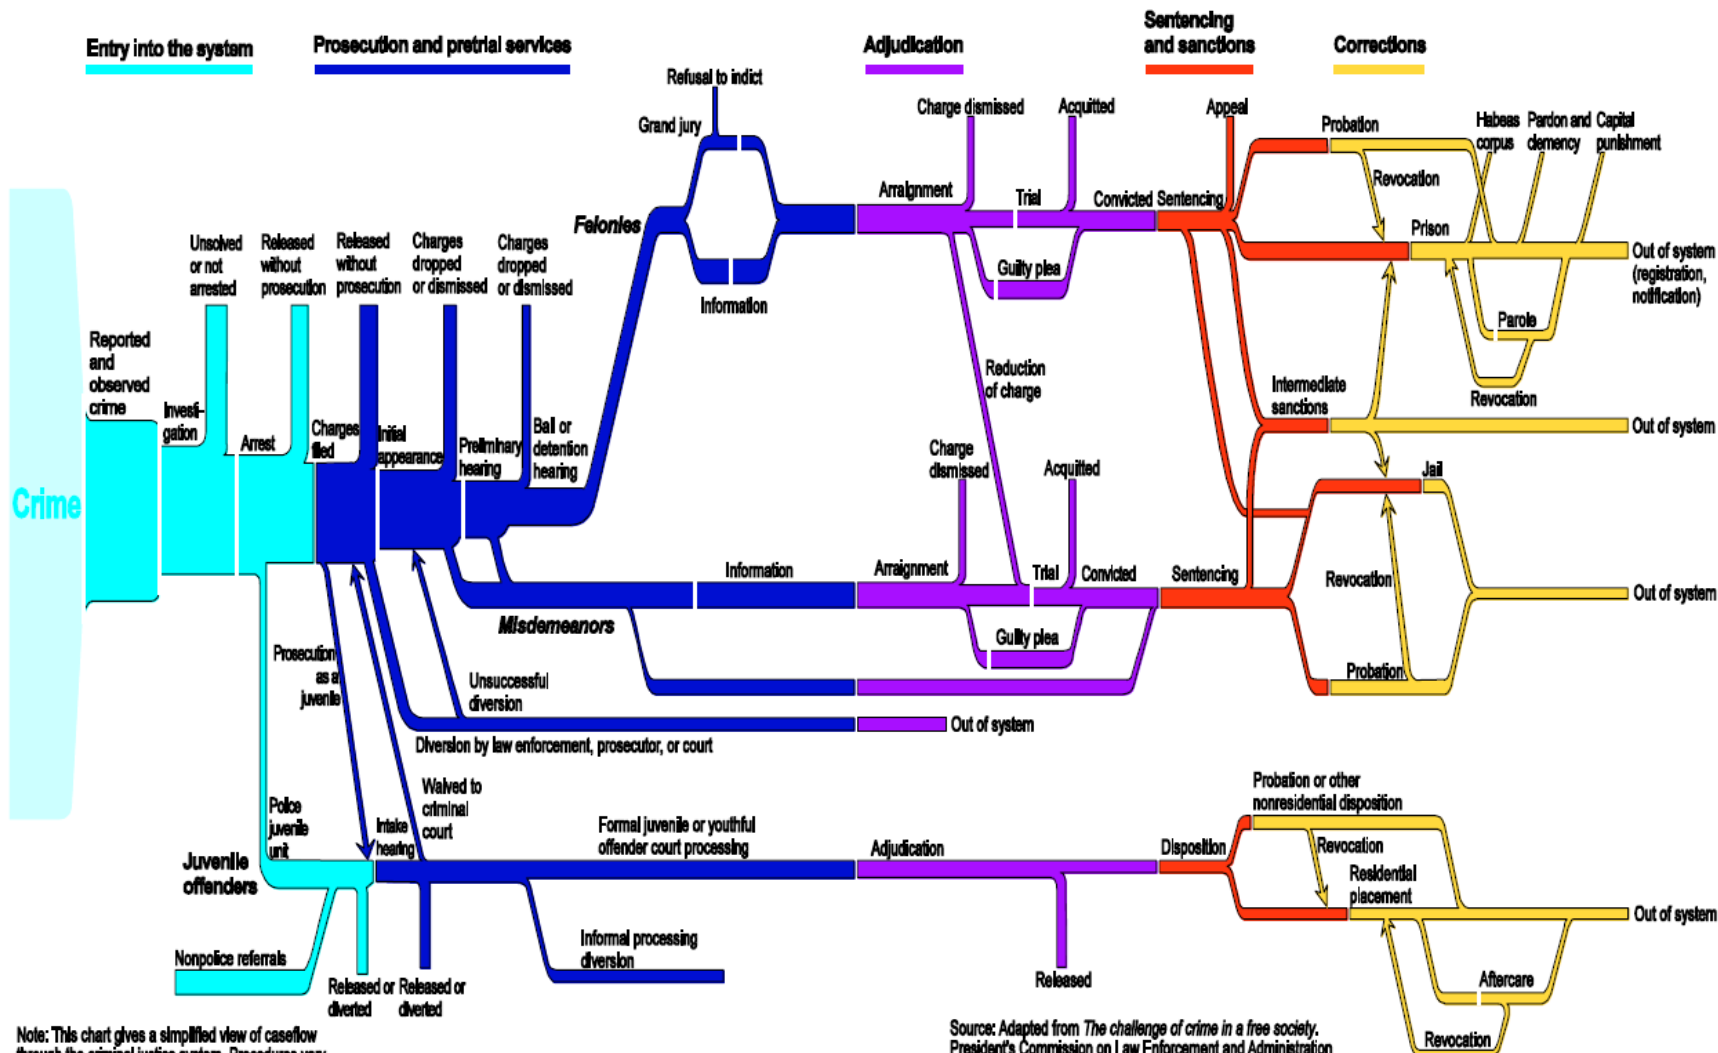 Entry into the system
Prosecution and pretrial services
Adjudication
Sentencing
and sanctions
Corrections
Refusal to indict
Grand jury
Felonies
Information
Charge dismissed
Acquitted
Arraignment
Trial
Convicted
Guilty plea
Sentencing
Appeal
Probation
Revocation
Prison
Habeas
corpus
Pardon and
clemency
Capital
punishment
Out of system
(registration,
notification)
Parole
Revocation
Unsolved
or not
arrested
Released
without
prosecution
Released
without
prosecution
Charges
dropped
or dismissed
Charges
dropped
or dismissed
Crime
Reported
and
observed
crime
Investi-
gation
Arrest
Charges
filed
Initial
appearance
Preliminary
hearing
Bail or
detention
hearing
Reduction
of charge
Intermediate
sanctions
Out of system
Misdemeanors
Information
Arraignment
Charge
dismissed
Trial
Acquitted
Convicted
Guilty plea
Sentencing
Jail
Revocation
Probation
Out of system
Prosecution
as a
juvenile
Unsuccessful
diversion
Diversion by law enforcement, prosecutor, or court
Out of system
Waived to
criminal
court
Police
juvenile
unit
Juvenile
offenders
Intake
hearing
Formal juvenile or youthful
offender court processing
Adjudication
Disposition
Probation or other
nonresidential disposition
Revocation
Residential
placement
Out of system
Nonpolice referrals
Released or
diverted
Released or
diverted
Informal processing
diversion
Released
Aftercare
Revocation
Note: This chart gives a simplified view of caseflow
through the criminal justice system. Procedures vary
Source: Adapted from The challenge of crime in a free society.
President's Commission on Law Enforcement and Administration